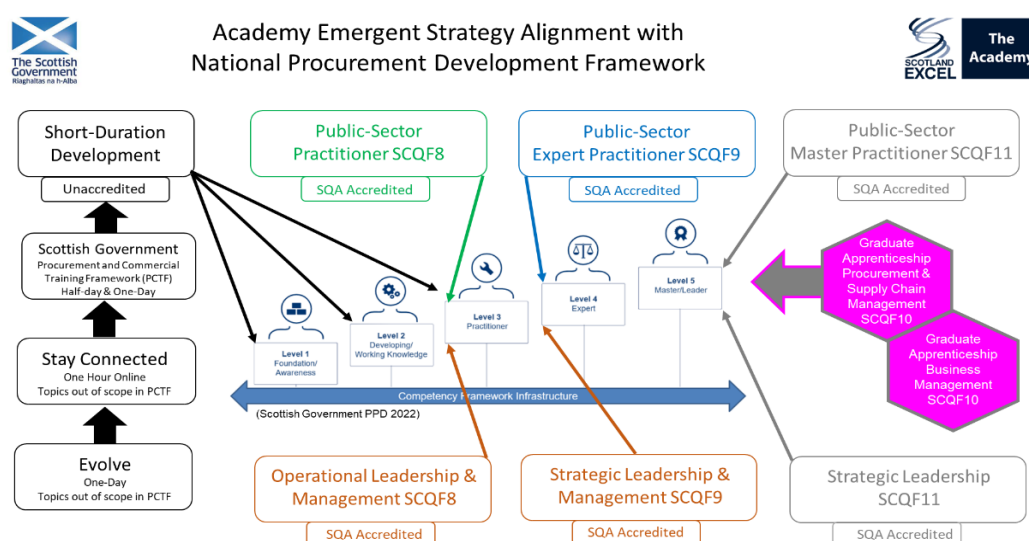 Academy Emergent Strategy Alignment with
National Procurement Development Framework
The Scottish
Government
Riaghaltas na h-Alba
SCOTLAND
EXCEL
The
Academy
Short-Duration
Development
Unaccredited
Scottish Government
Procurement and Commercial
Training Framework (PCTF)
Half-day & One-Day
Stay Connected
One Hour Online
Topics out of scope in PCTF
Evolve
One-Day
Topics out of scope in PCTF
Public-Sector
Practitioner SCQF8
SQA Accredited
Public-Sector
Expert Practitioner SCQF9
SQA Accredited
Public-Sector
Master Practitioner SCQF11
SQA Accredited
Level 1
Foundation/
Awareness
Level 2
Developing/
Working Knowledge
Level 3
Practitioner
Level 4
Expert
Level 5
Master/Leader
Competency Framework Infrastructure
(Scottish Government PPD 2022)
Graduate
Apprenticeship
Procurement &
Supply Chain
Management
SCQF10
Graduate
Apprenticeship
Business
Management
SCQF10
Operational Leadership &
Management SCQF8
SQA Accredited
Strategic Leadership &
Management SCQF9
SQA Accredited
Strategic Leadership
SCQF11
SQA Accredited